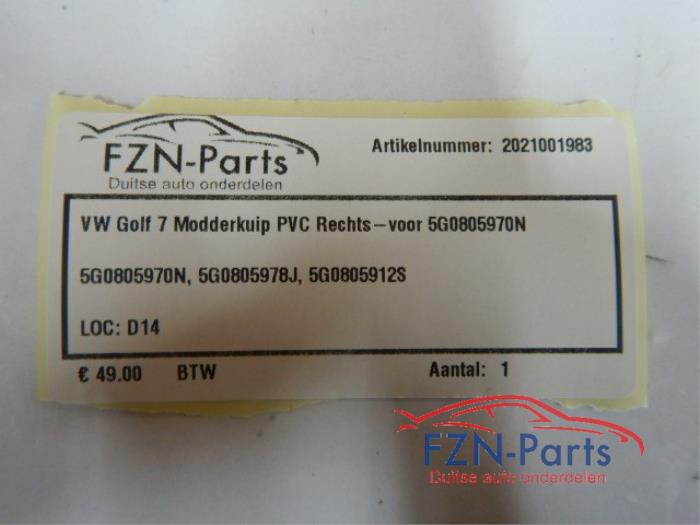 FZN-Parts
Duitse auto onderdelen
Artikelnummer: 2021001983
VW Golf 7 Modderkuip PVC Rechts-voor 5G0805970N
5G0805970N, 5G0805978J, 5G0805912S
LOC: D14
€ 49.00 BTW Aantal: 1
FZN-Parts
Duitse auto onderdelen